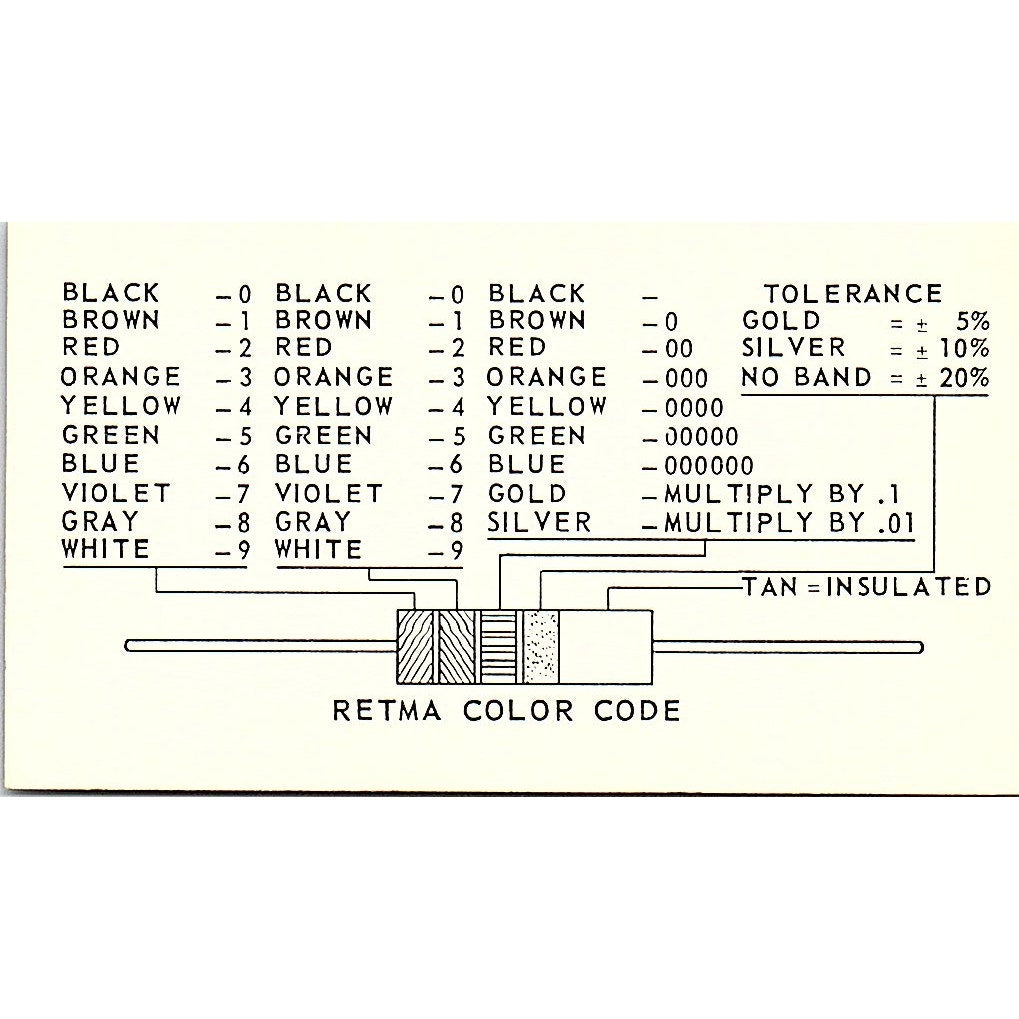 BLACK -0 BLACK -0 BLACK - TOLERANCE
BROWN -1 BROWN -1 BROWN -0 GOLD = ± 5%
RED -2 RED -2 RED -00 SILVER = ± 10%
ORANGE -3 ORANGE -3 ORANGE -000 NO BAND = ± 20%
YELLOW -4 YELLOW -4 YELLOW -0000
GREEN -5 GREEN -5 GREEN -00000
BLUE -6 BLUE -6 BLUE -000000
VIOLET -7 VIOLET -7 GOLD -MULTIPLY BY .1
GRAY -8 GRAY -8 SILVER -MULTIPLY BY .01
WHITE -9 WHITE -9
TAN = INSULATED
RETMA COLOR CODE